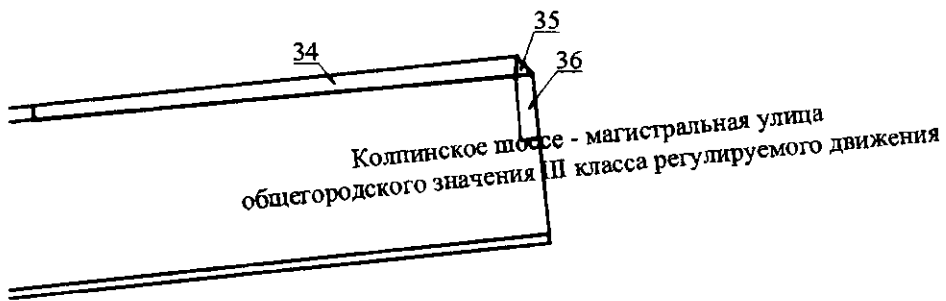 35
34
36
Колпинское шоссе - магистральная улица
общегородского значения III класса регулируемого движения